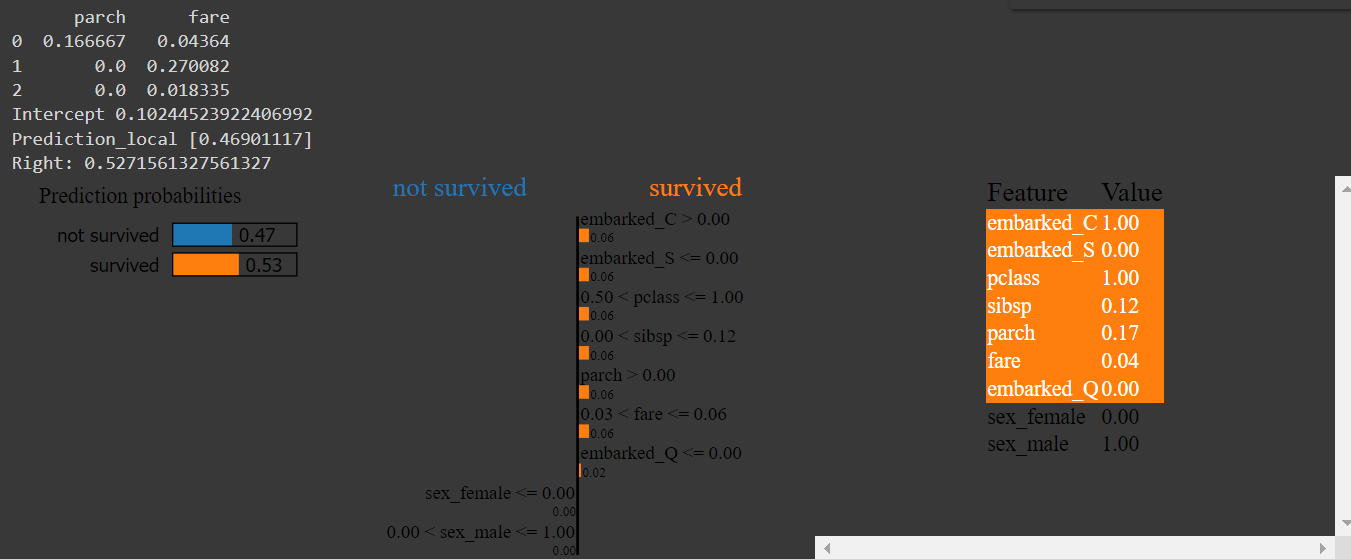 parch fare
0 0.166667 0.04364
1 0.0 0.270082
2 0.0 0.018335
Intercept 0.10244523922406992
Prediction_local [0.46901117]
Right: 0.5271561327561327
Prediction probabilities
not survived 0.47
survived 0.53
not survived survived
embarked_C > 0.00
0.06
embarked_S <= 0.00
0.06
0.50 < pclass <= 1.00
0.06
0.00 < sibsp <= 0.12
0.06
parch > 0.00
0.06
0.03 < fare <= 0.06
0.06
embarked_Q <= 0.00
0.02
sex_female <= 0.00
0.00
0.00 < sex_male <= 1.00
0.00
Feature Value
embarked_C 1.00
embarked_S 0.00
pclass 1.00
sibsp 0.12
parch 0.17
fare 0.04
embarked_Q 0.00
sex_female 0.00
sex_male 1.00